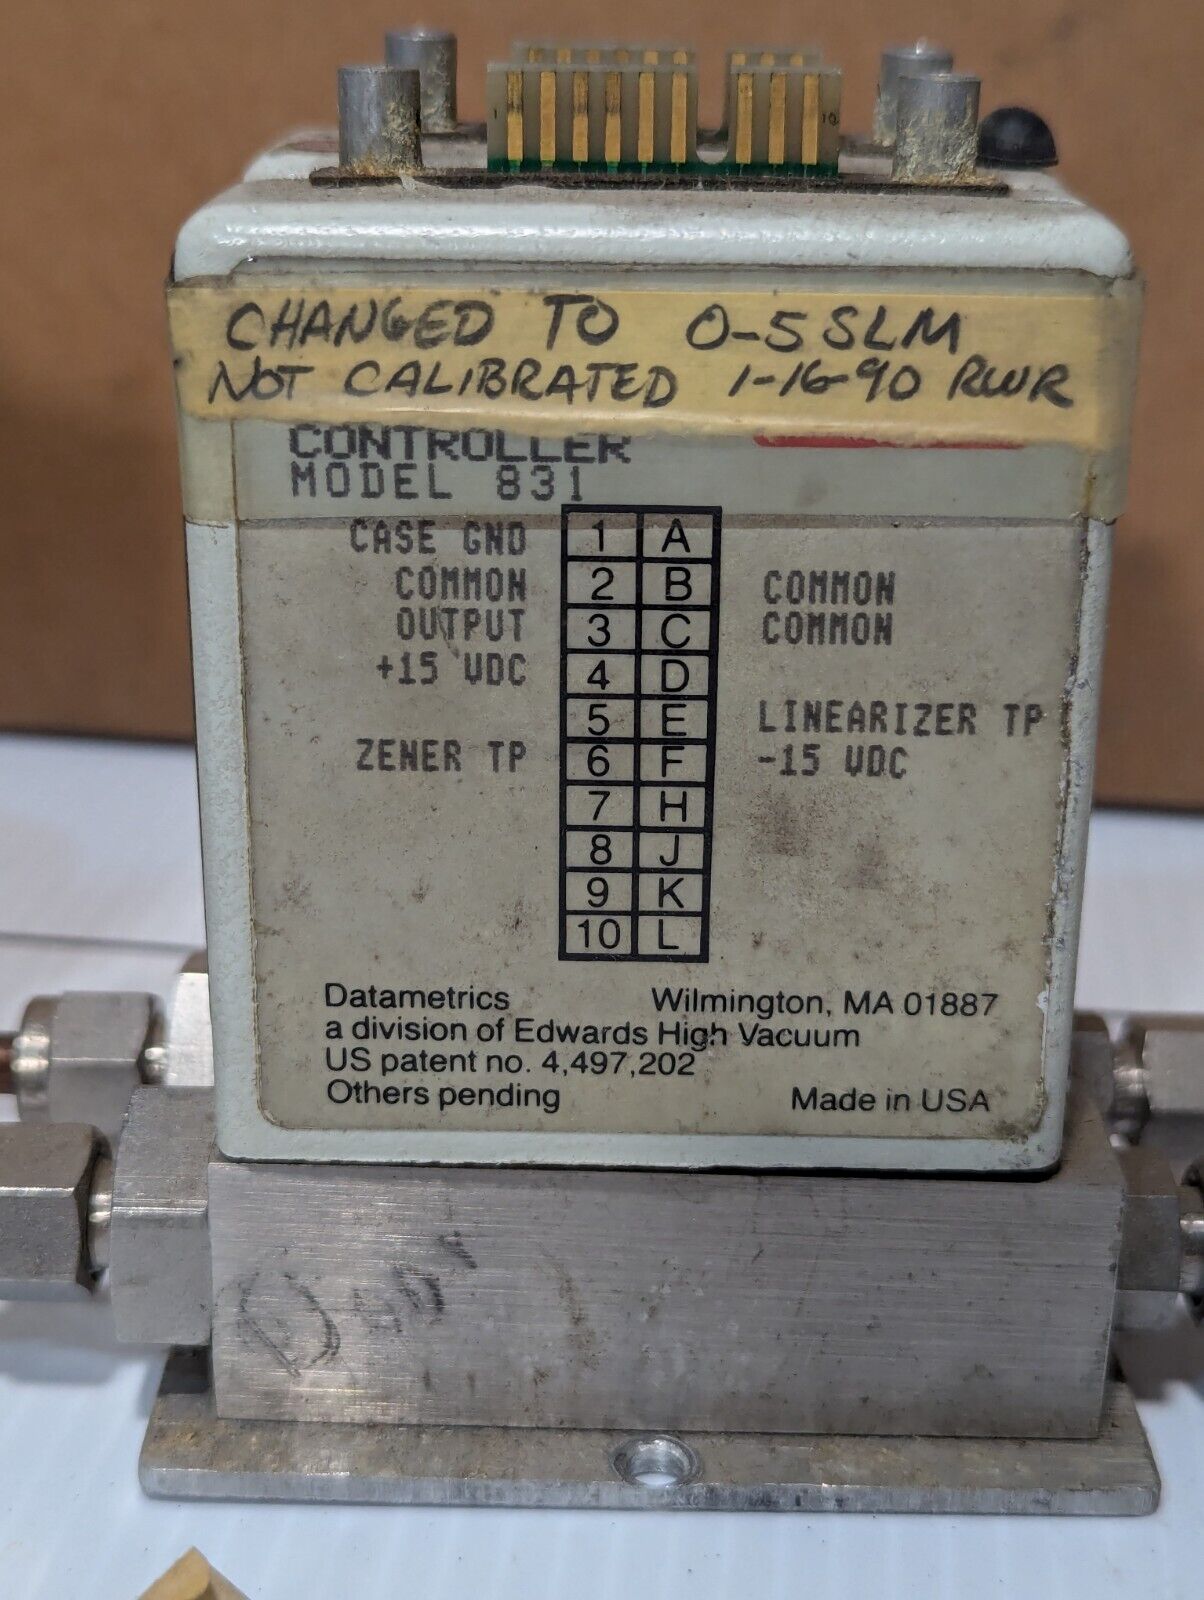 1 10
CHANGED TO 0-5 SLM
NOT CALIBRATED 1-16-90 RWR
CONTROLLER
MODEL 831
CASE GND 1 A
COMMON 2 B COMMON
OUTPUT 3 C COMMON
+15 VDC 4 D
5 E LINEARIZER TP
ZENER TP 6 F -15 VDC
7 H
8 J
9 K
10 L
Datametrics Wilmington, MA 01887
a division of Edwards High Vacuum
US patent no. 4,497,202
Others pending Made in USA